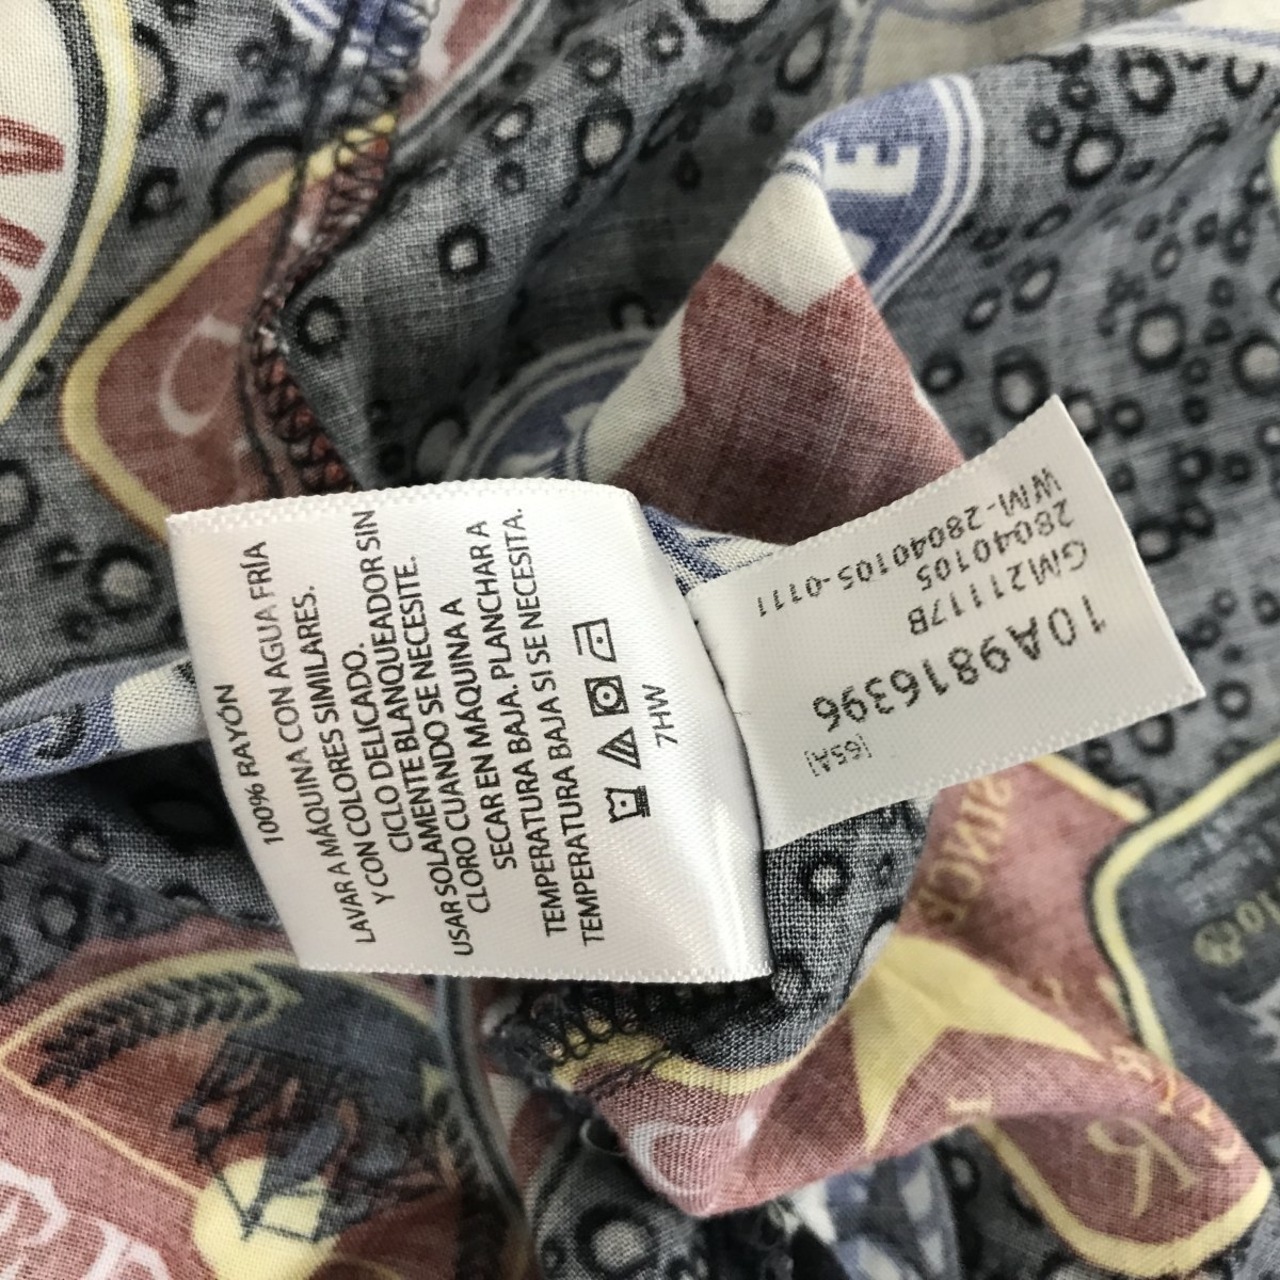 100% RAYÓN
LAVAR A MÁQUINA CON AGUA FRÍA
Y CON COLORES SIMILARES.
CICLO DELICADO.
USAR SOLAMENTE BLANQUEADOR SIN
CLORO CUANDO SE NECESITE.
SECAR EN MÁQUINA A
TEMPERATURA BAJA. PLANCHAR A
TEMPERATURA BAJA SI SE NECESITA.
7HW
[65A]
10A9816396
GM21117B
28040105
WM-28040105-0111